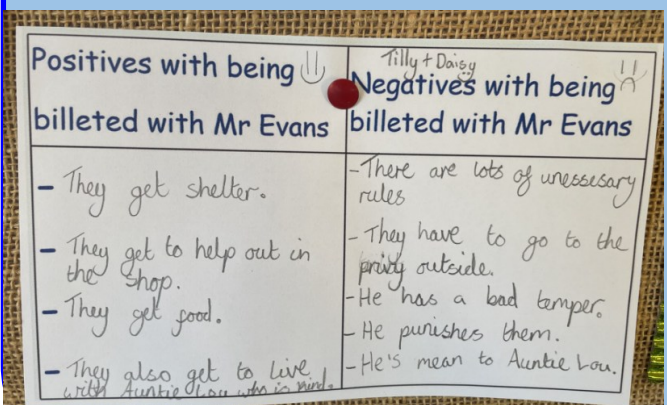 Positives with being
billeted with Mr Evans
Tilly + Daisy
Negatives with being
billeted with Mr Evans
- They get shelter.
- They get to help out in
the shop.
- They get food.
- They also get to live
with Auntie Lou who is kind.
- There are lots of unessesary
rules
- They have to go to the
privy outside.
- He has a bad temper.
- He punishes them.
- He's mean to Auntie Lou.